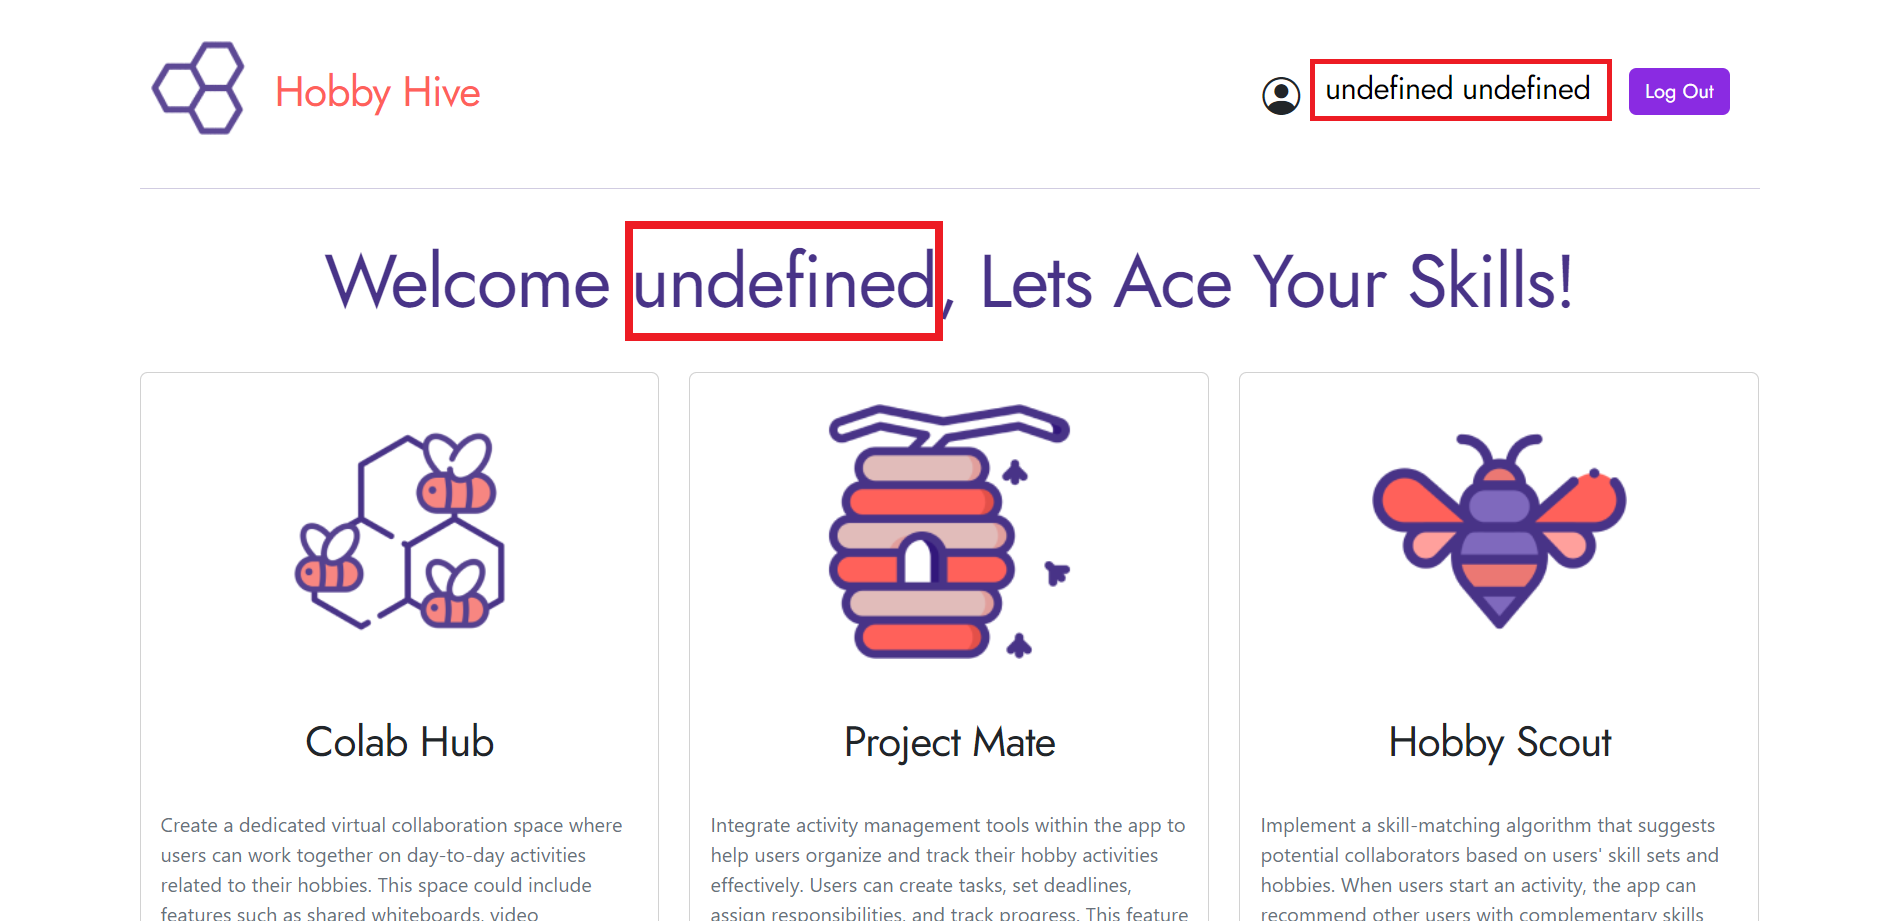 Hobby Hive
undefined undefined
Log Out
Welcome undefined, Lets Ace Your Skills!
Colab Hub
Create a dedicated virtual collaboration space where
users can work together on day-to-day activities
related to their hobbies. This space could include
features such as shared whiteboards, video
Project Mate
Integrate activity management tools within the app to
help users organize and track their hobby activities
effectively. Users can create tasks, set deadlines,
assign responsibilities, and track progress. This feature
Hobby Scout
Implement a skill-matching algorithm that suggests
potential collaborators based on users' skill sets and
hobbies. When users start an activity, the app can
recommend other users with complementary skills